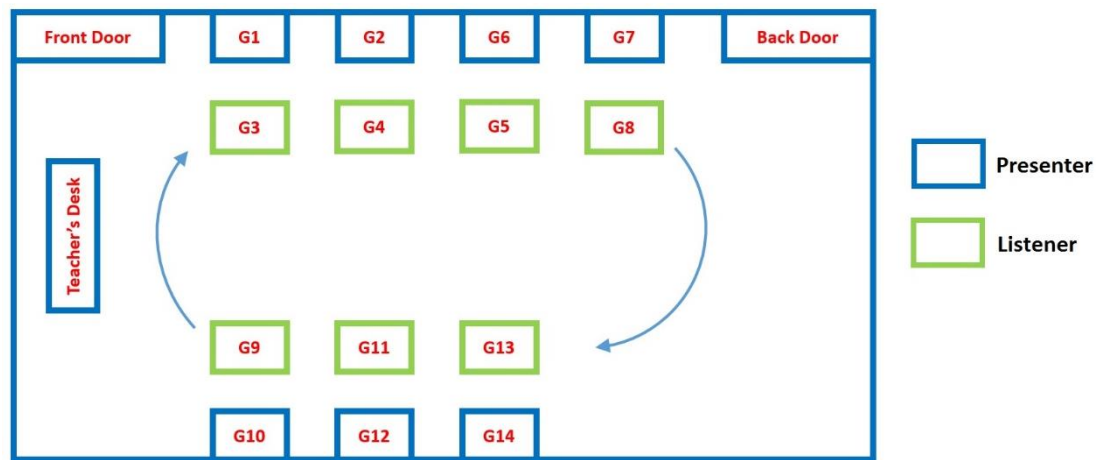 Front Door
G1
G2
G6
G7
Back Door
G3
G4
G5
G8
Presenter
Teacher's Desk
Listener
G9
G11
G13
G10
G12
G14